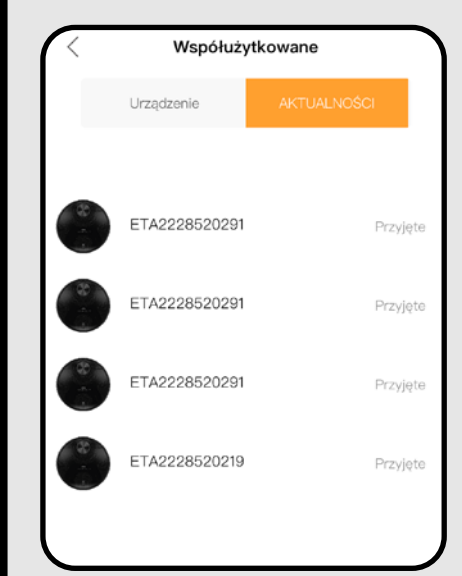 Współużytkowane
Urządzenie AKTUALNOŚCI
ETA2228520291 Przyjęte
ETA2228520291 Przyjęte
ETA2228520291 Przyjęte
ETA2228520219 Przyjęte